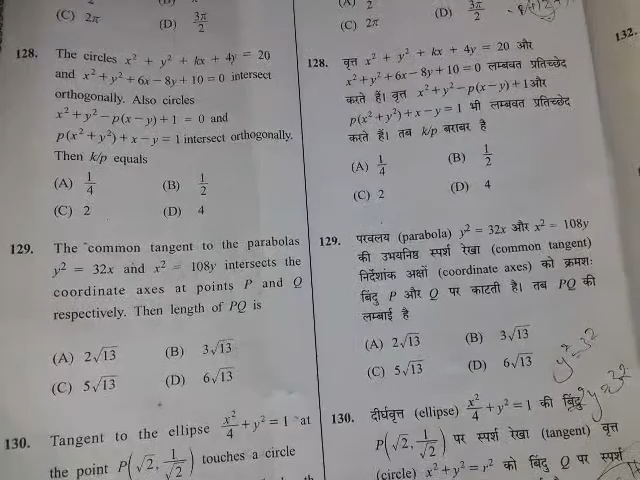 (C) 2π
(D) 3π/2
128. The circles x² + y² + kx + 4y = 20
and x² + y² + 6x − 8y + 10 = 0 intersect
orthogonally. Also circles
x² + y² − p(x − y) + 1 = 0 and
p(x² + y²) + x − y = 1 intersect orthogonally.
Then k/p equals
(A) 1/4 (B) 1/2
(C) 2 (D) 4
129. The common tangent to the parabolas
y² = 32x and x² = 108y intersects the
coordinate axes at points P and Q
respectively. Then length of PQ is
(A) 2√13 (B) 3√13
(C) 5√13 (D) 6√13
130. Tangent to the ellipse x²/4 + y² = 1 at
the point P(√2, 1/√2) touches a circle
(A) 2
(C) 2π (D) 3π/2
128. वृत्त x² + y² + kx + 4y = 20 और
x² + y² + 6x − 8y + 10 = 0 लम्बवत प्रतिच्छेद
करते हैं। वृत्त x² + y² − p(x − y) + 1 और
p(x² + y²) + x − y = 1 भी लम्बवत प्रतिच्छेद
करते हैं। तब k/p बराबर है
(A) 1/4 (B) 1/2
(C) 2 (D) 4
129. परवलय (parabola) y² = 32x और x² = 108y
की उभयनिष्ठ स्पर्श रेखा (common tangent)
निर्देशांक अक्षों (coordinate axes) को क्रमशः
बिंदु P और Q पर काटती है। तब PQ की
लम्बाई है
(A) 2√13 (B) 3√13
(C) 5√13 (D) 6√13
130. दीर्घवृत्त (ellipse) x²/4 + y² = 1 की बिंदु
P(√2, 1/√2) पर स्पर्श रेखा (tangent) वृत्त
(circle) x² + y² = r² को बिंदु Q पर स्पर्श
132.